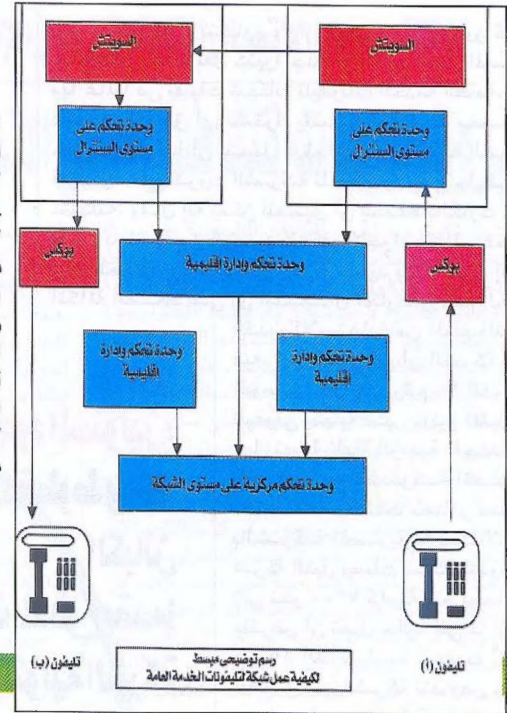 السويتش
السويتش
وحدة تحكم على
مستوى السنترال
وحدة تحكم على
مستوى السنترال
بوكس
بوكس
وحدة تحكم وإدارة إقليمية
وحدة تحكم وإدارة
إقليمية
وحدة تحكم وإدارة
إقليمية
وحدة تحكم مركزية على مستوى الشبكة
تليفون (أ)
تليفون (ب)
رسم توضيحى مبسط
لكيفية عمل شبكة لتليفونات الخدمة العامة